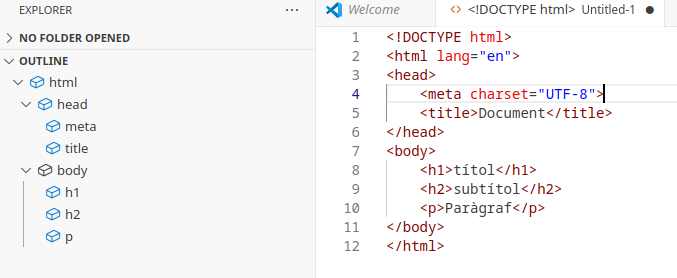 EXPLORER
NO FOLDER OPENED
OUTLINE
html
head
meta
title
body
h1
h2
p
Welcome
<!DOCTYPE html> Untitled-1
1 <!DOCTYPE html>
2 <html lang="en">
3 <head>
4 <meta charset="UTF-8">
5 <title>Document</title>
6 </head>
7 <body>
8 <h1>títol</h1>
9 <h2>subtítol</h2>
10 <p>Paràgraf</p>
11 </body>
12 </html>